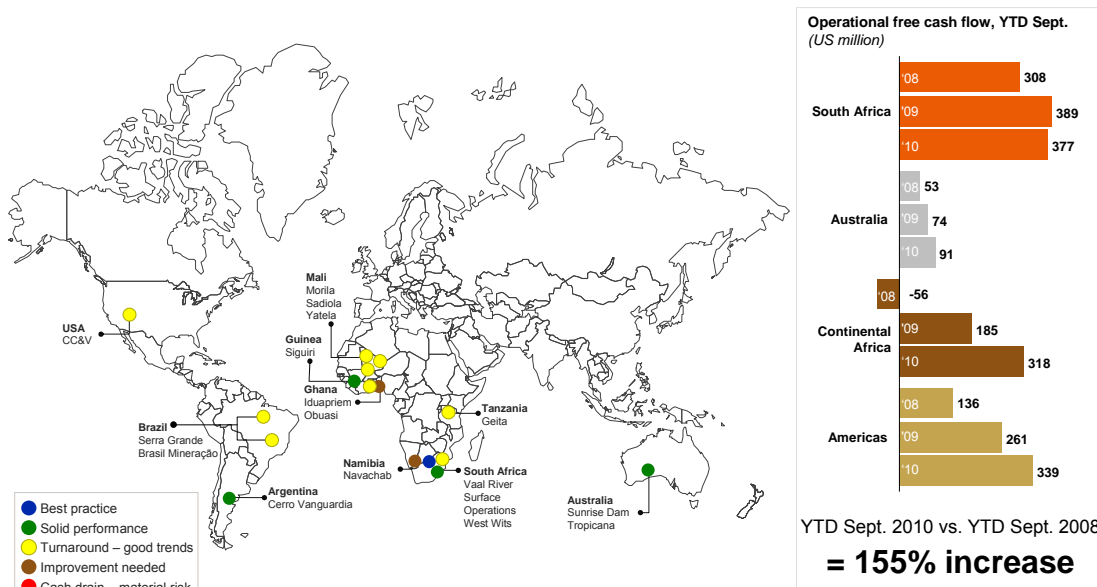 Operational free cash flow, YTD Sept.
(US million)
South Africa
'08
308
'09
389
'10
377
Australia
'08
53
'09
74
'10
91
Continental
Africa
'08
-56
'09
185
'10
318
Americas
'08
136
'09
261
'10
339
YTD Sept. 2010 vs. YTD Sept. 2008
= 155% increase
USA
CC&V
Mali
Morila
Sadiola
Yatela
Guinea
Siguiri
Ghana
Iduapriem
Obuasi
Tanzania
Geita
Brazil
Serra Grande
Brasil Mineração
Namibia
Navachab
South Africa
Vaal River
Surface
Operations
West Wits
Argentina
Cerro Vanguardia
Australia
Sunrise Dam
Tropicana
Best practice
Solid performance
Turnaround – good trends
Improvement needed
Cash drain – material risk